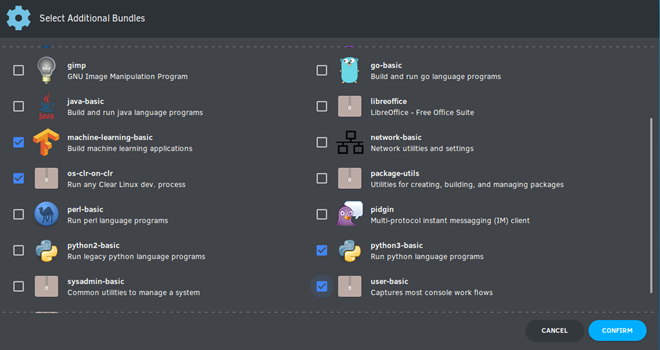 Select Additional Bundles
gimp
GNU Image Manipulation Program
go-basic
Build and run go language programs
java-basic
Build and run java language programs
libreoffice
LibreOffice - Free Office Suite
machine-learning-basic
Build machine learning applications
network-basic
Network utilities and settings
os-clr-on-clr
Run any Clear Linux dev. process
package-utils
Utilities for creating, building, and managing packages
perl-basic
Run perl language programs
pidgin
Multi-protocol instant messagging (IM) client
python2-basic
Run legacy python language programs
python3-basic
Run python language programs
sysadmin-basic
Common utilities to manage a system
user-basic
Captures most console work flows
CANCEL
CONFIRM